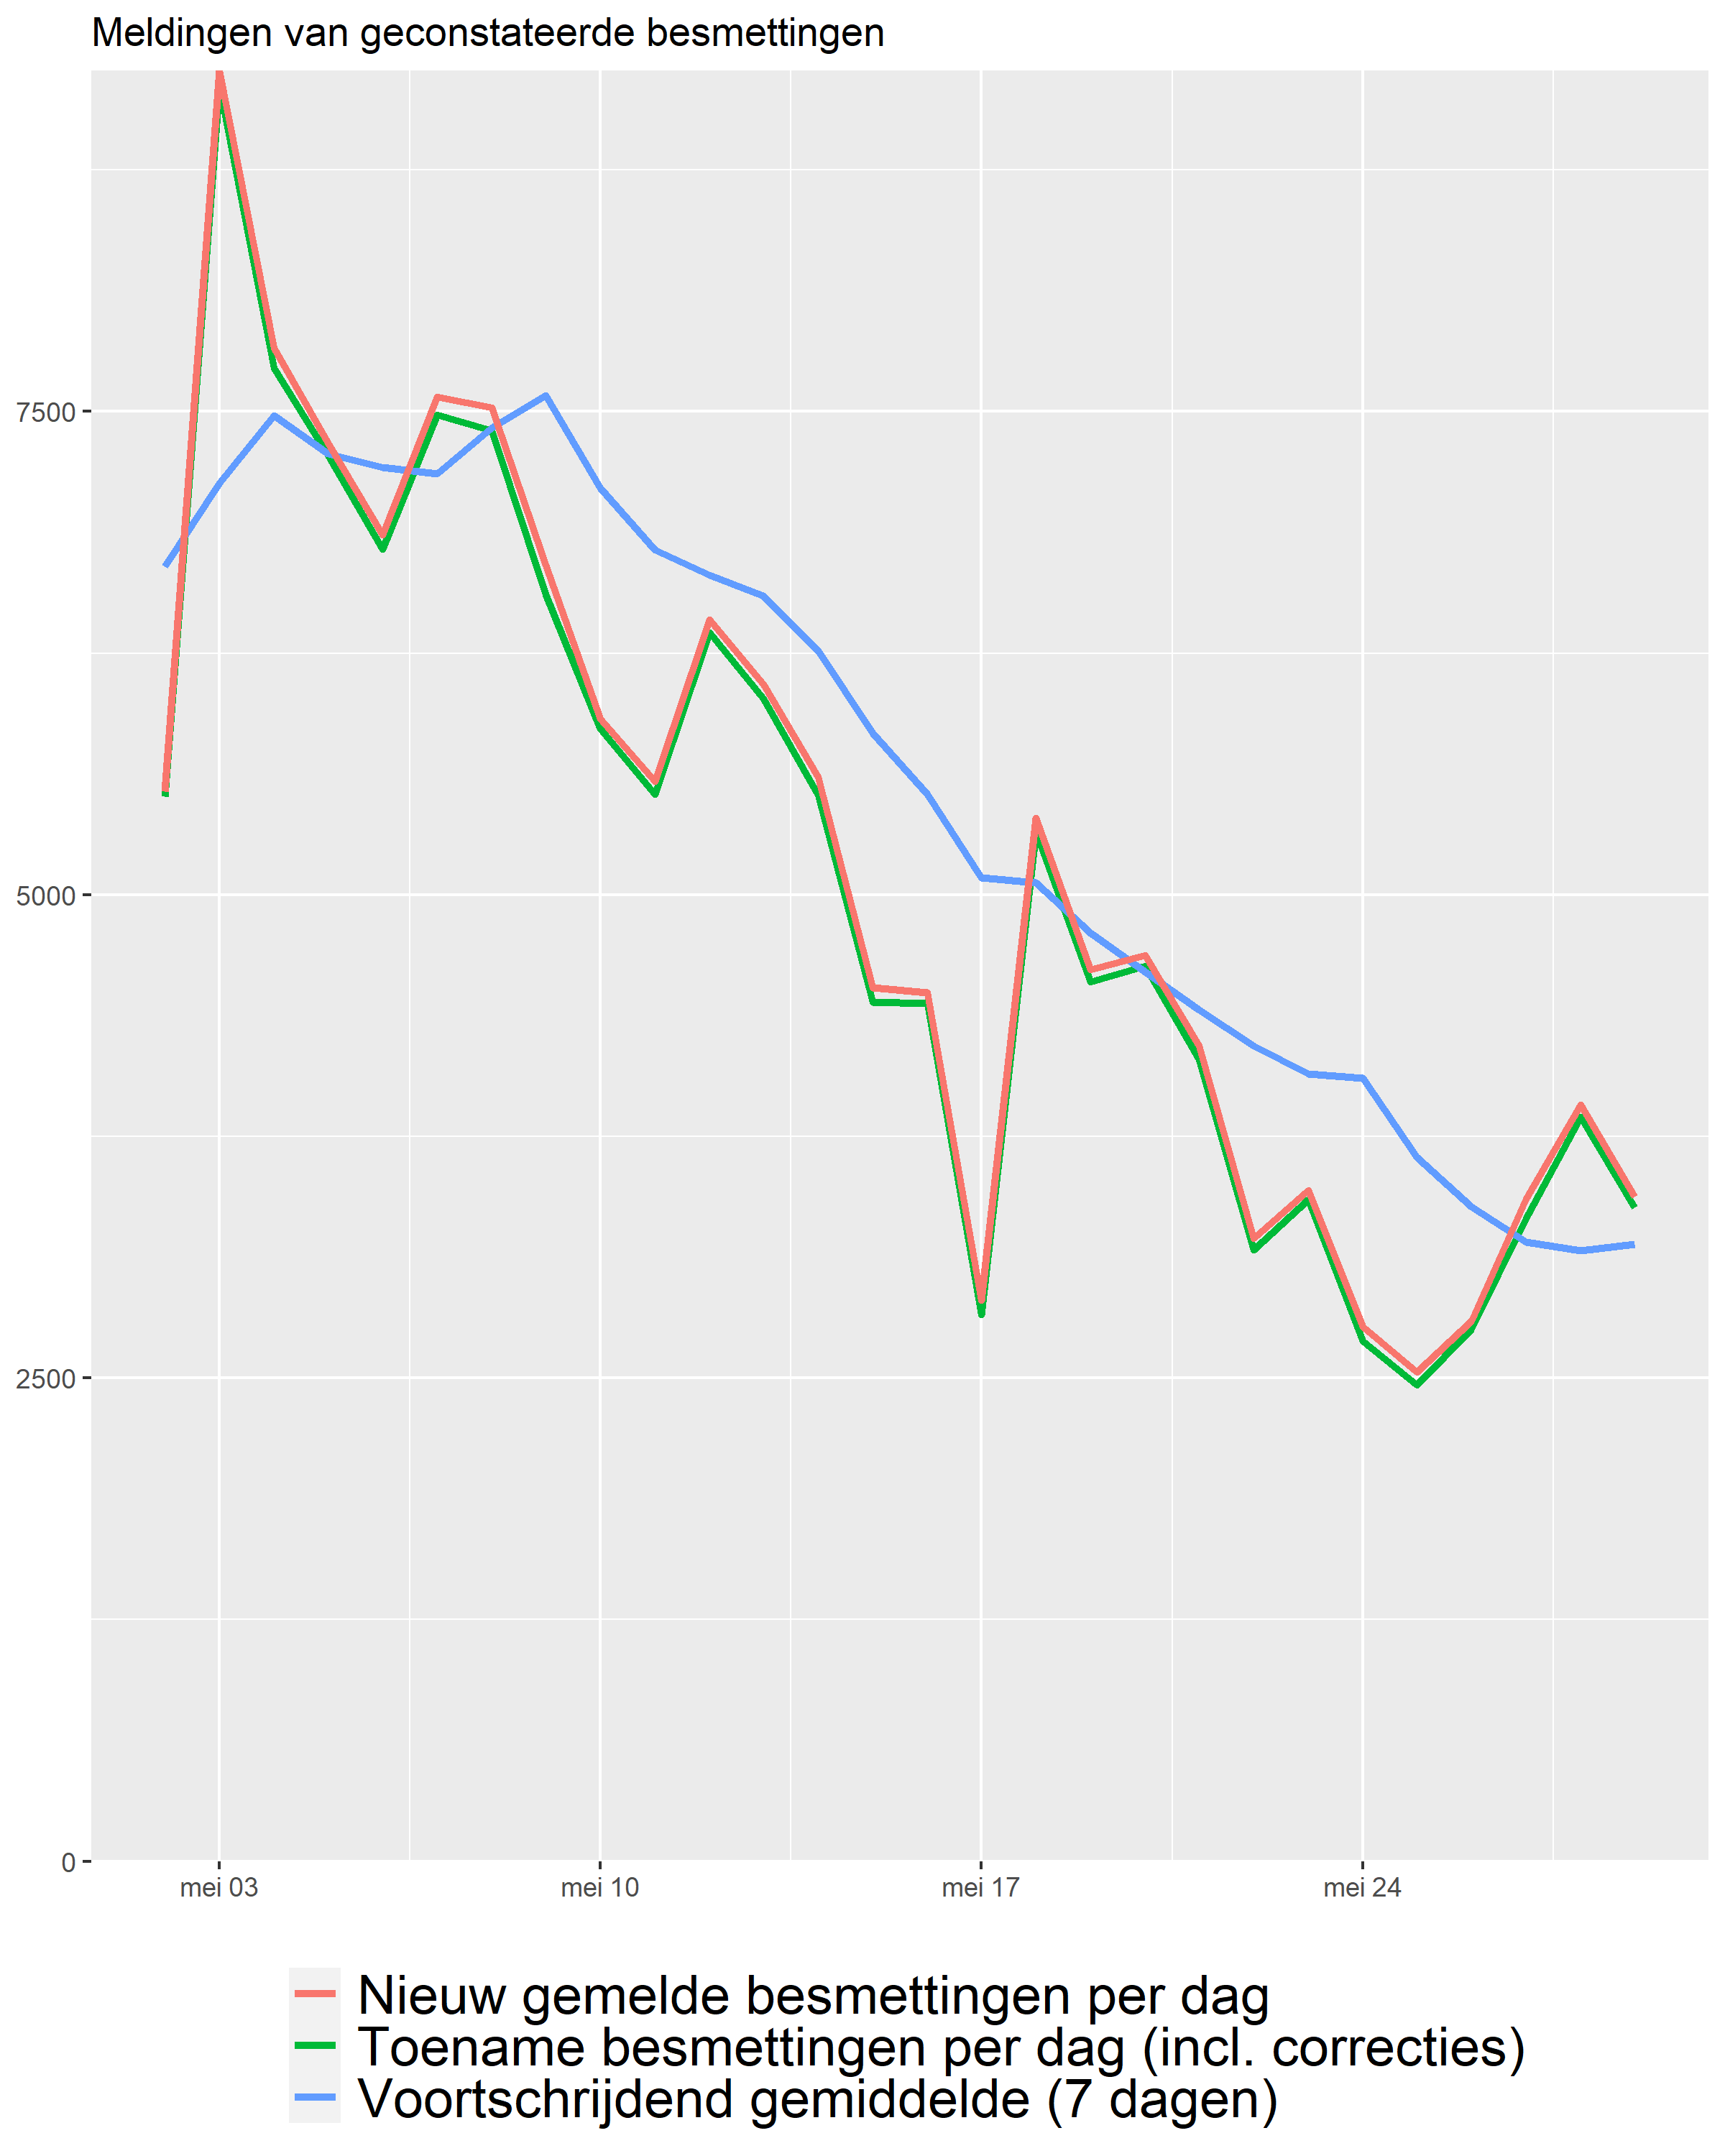 Meldingen van geconstateerde besmettingen
7500
5000
2500
0
mei 03 mei 10 mei 17 mei 24
Nieuw gemelde besmettingen per dag
Toename besmettingen per dag (incl. correcties)
Voortschrijdend gemiddelde (7 dagen)